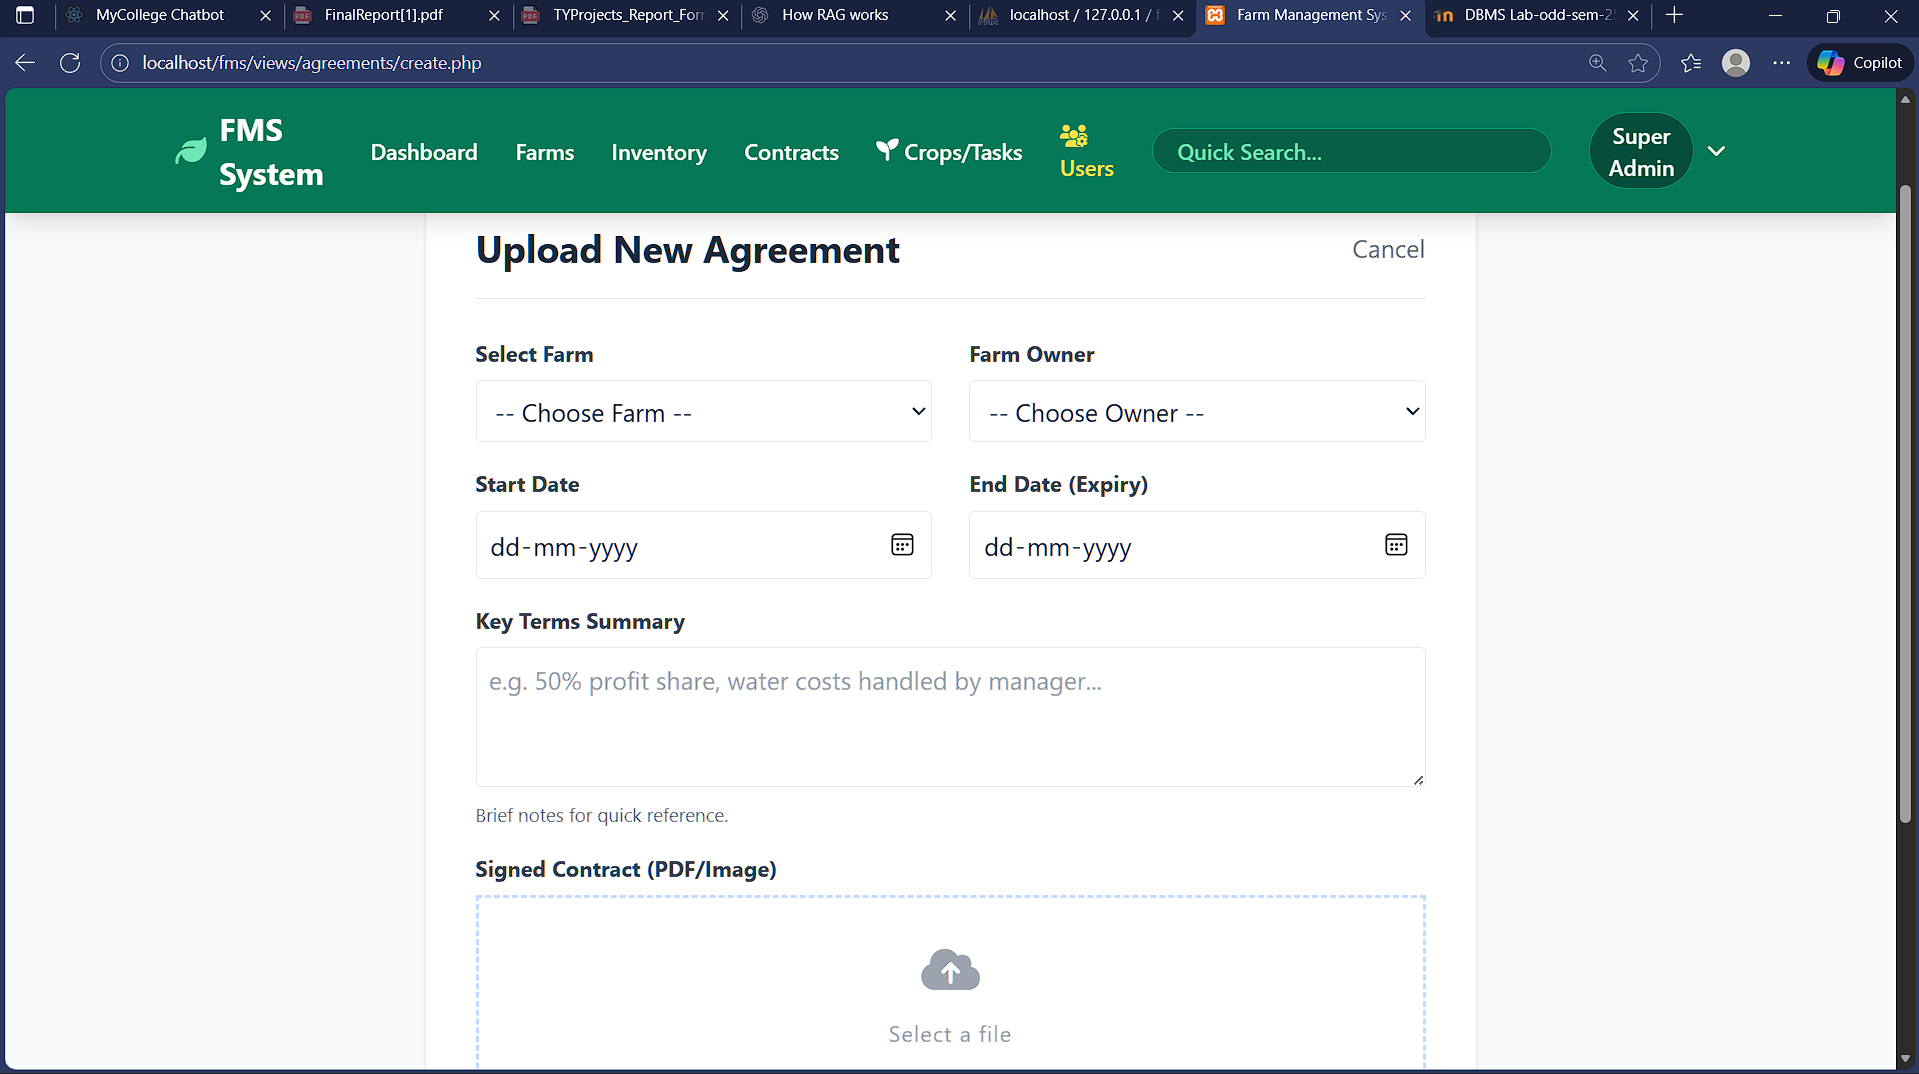 MyCollege Chatbot
FinalReport[1].pdf
TYProjects_Report_For
How RAG works
localhost / 127.0.0.1 / f
Farm Management Sys
DBMS Lab-odd-sem-25
localhost/fms/views/agreements/create.php
Copilot
FMS
System
Dashboard
Farms
Inventory
Contracts
Crops/Tasks
Users
Quick Search...
Super
Admin
Upload New Agreement
Cancel
Select Farm
Farm Owner
-- Choose Farm --
-- Choose Owner --
Start Date
End Date (Expiry)
dd-mm-yyyy
dd-mm-yyyy
Key Terms Summary
e.g. 50% profit share, water costs handled by manager...
Brief notes for quick reference.
Signed Contract (PDF/Image)
Select a file